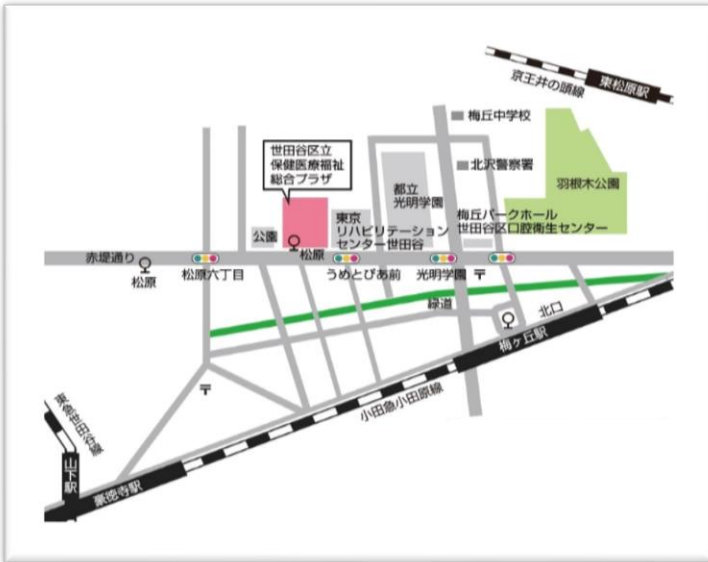 京王井の頭線
東松原駅
梅丘中学校
世田谷区立
保健医療福祉
総合プラザ
北沢警察署
都立
光明学園
羽根木公園
東京
リハビリテーション
センター世田谷
梅丘パークホール
世田谷区口腔衛生センター
公園
松原
赤堤通り
松原
松原六丁目
うめとぴあ前
光明学園
〒
緑道
北口
梅ヶ丘駅
〒
小田急小田原線
東急世田谷線
山下駅
豪徳寺駅